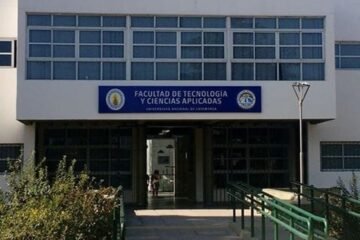 FACULTAD DE TECNOLOGÍA
Y CIENCIAS APLICADAS
UNIVERSIDAD NACIONAL DE CATAMARCA